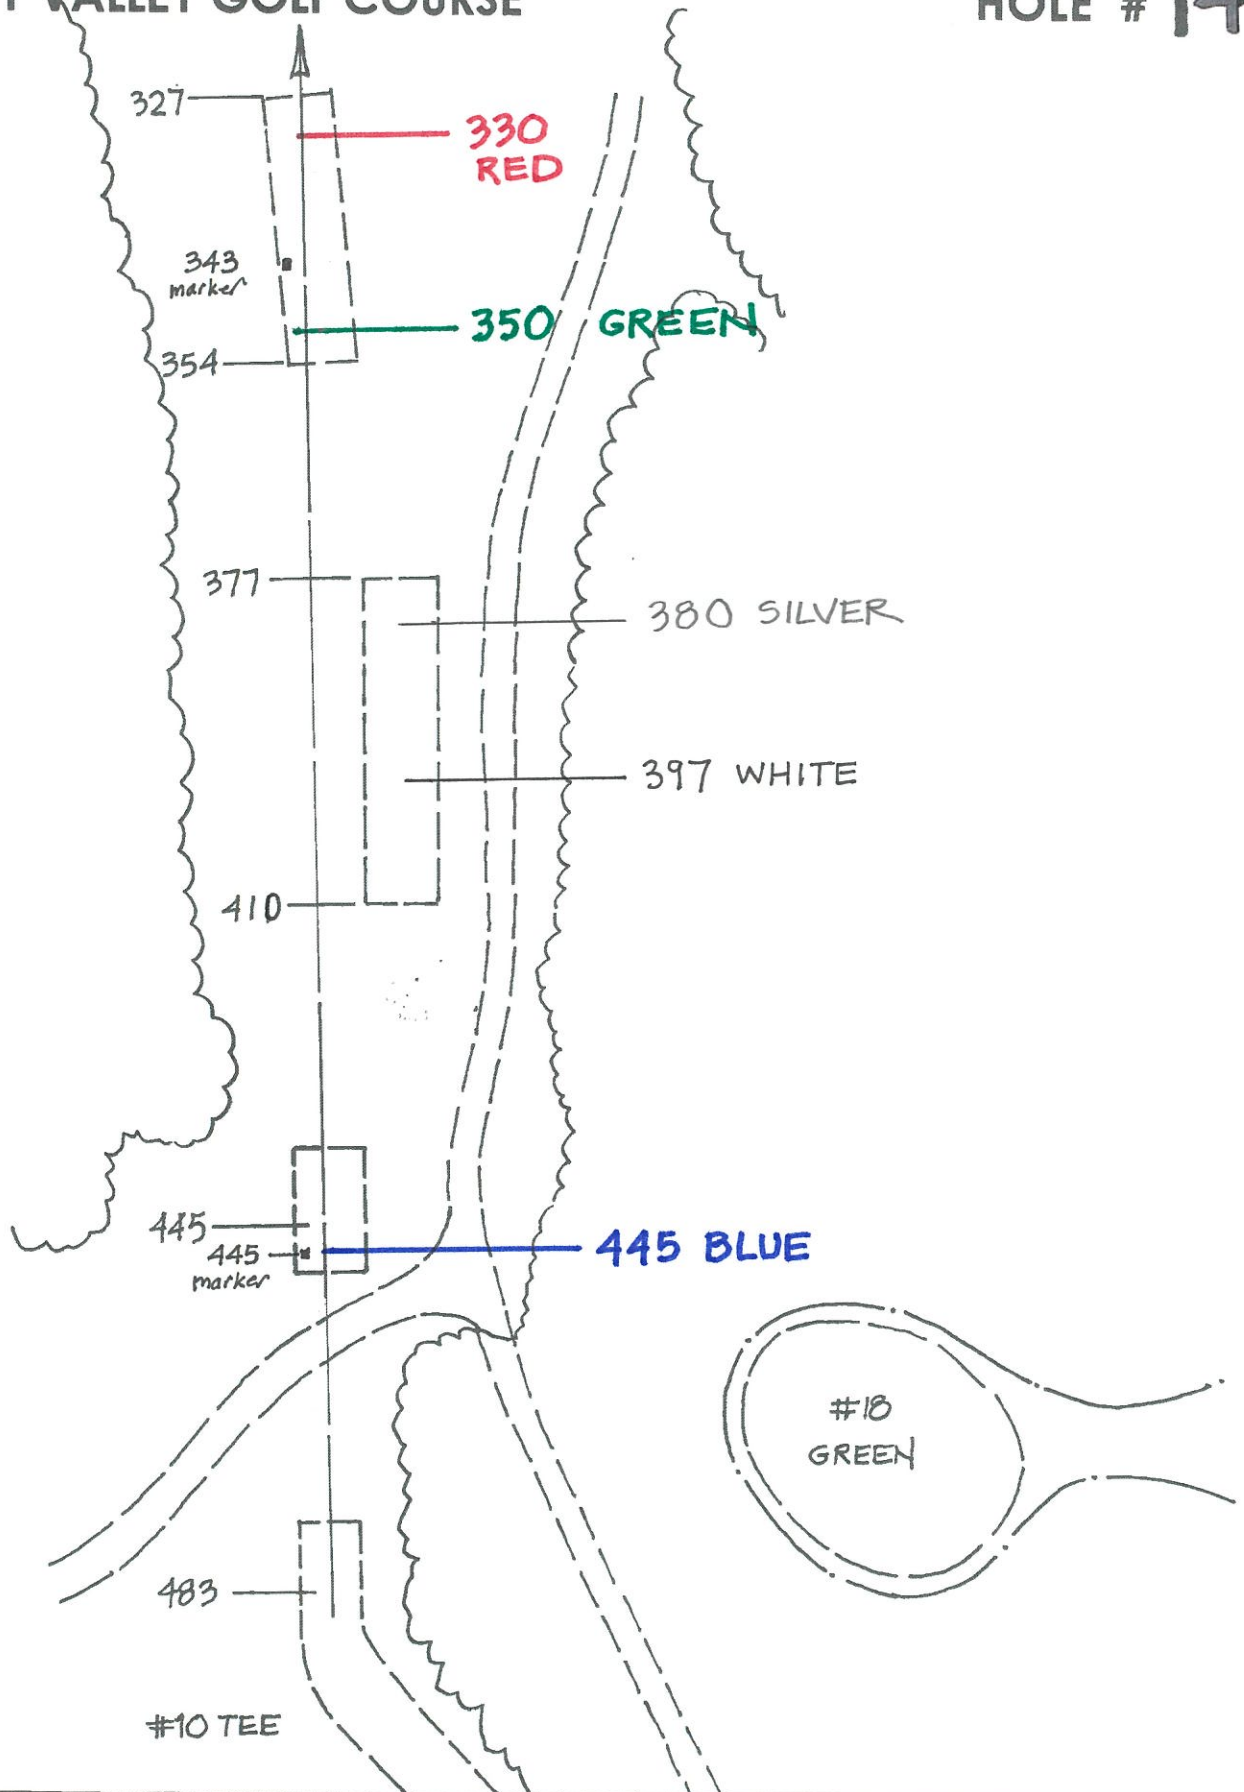 VALLEY GOLF COURSE
HOLE # 14
327
330
RED
343
marker
350 GREEN
354
377
380 SILVER
397 WHITE
410
445
445
marker
445 BLUE
#18
GREEN
483
#10 TEE